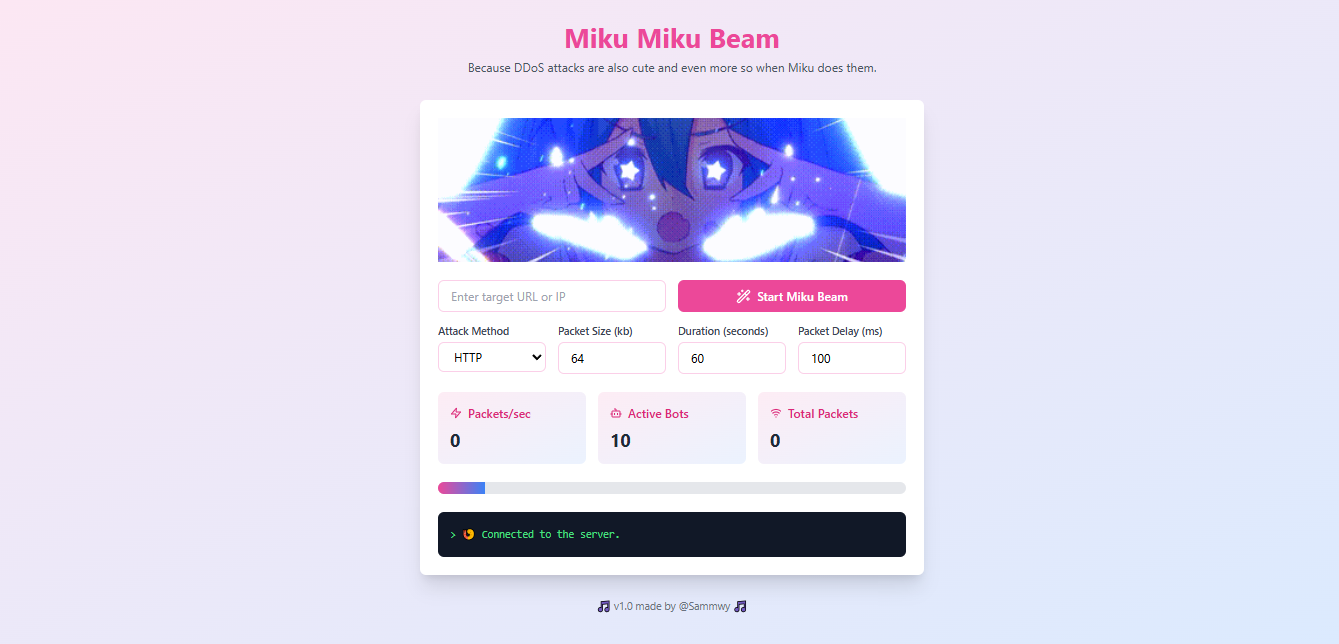 Miku Miku Beam
Because DDoS attacks are also cute and even more so when Miku does them.
Enter target URL or IP
Start Miku Beam
Attack Method Packet Size (kb) Duration (seconds) Packet Delay (ms)
HTTP 64 60 100
Packets/sec Active Bots Total Packets
0 10 0
> Connected to the server.
v1.0 made by @Sammwy